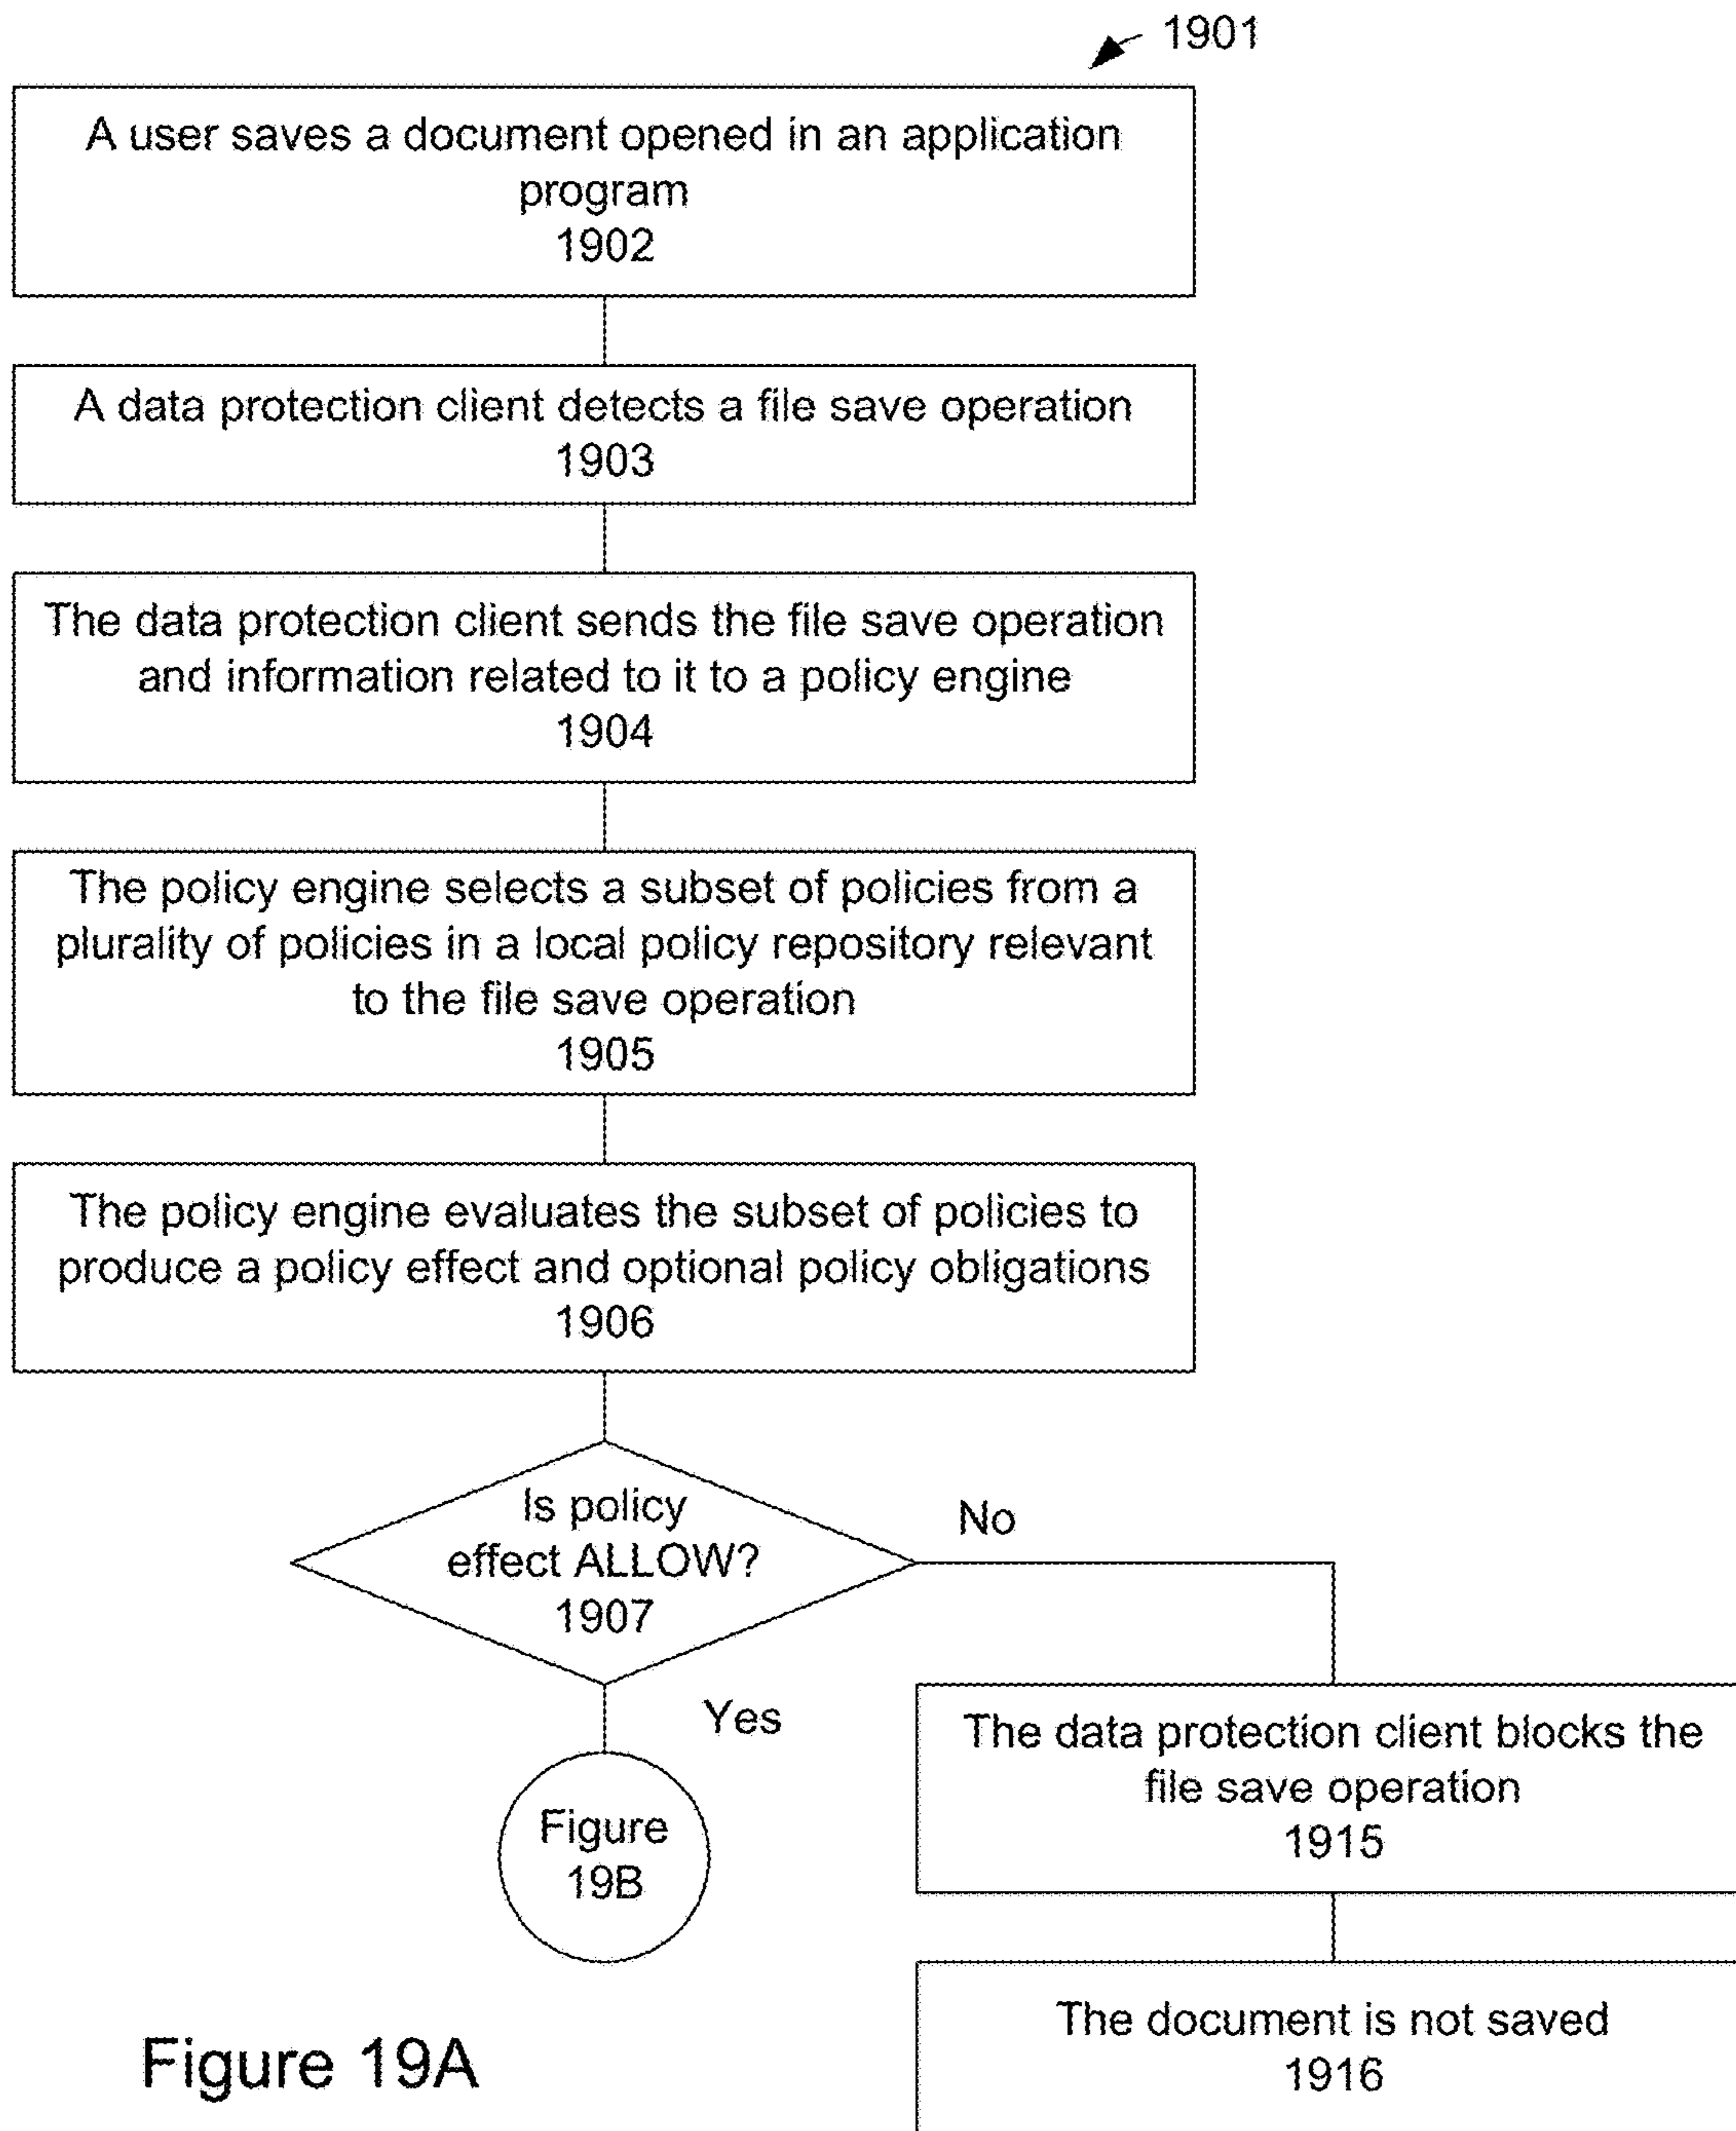 1901
A user saves a document opened in an application
program
1902
A data protection client detects a file save operation
1903
The data protection client sends the file save operation
and information related to it to a policy engine
1904
The policy engine selects a subset of policies from a
plurality of policies in a local policy repository relevant
to the file save operation
1905
The policy engine evaluates the subset of policies to
produce a policy effect and optional policy obligations
1906
Is policy
effect ALLOW?
1907
No
Yes
Figure
19B
The data protection client blocks the
file save operation
1915
The document is not saved
1916
Figure 19A